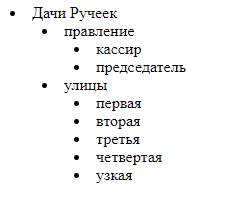 Дачи Ручеек
правление
кассир
председатель
улицы
первая
вторая
третья
четвертая
узкая